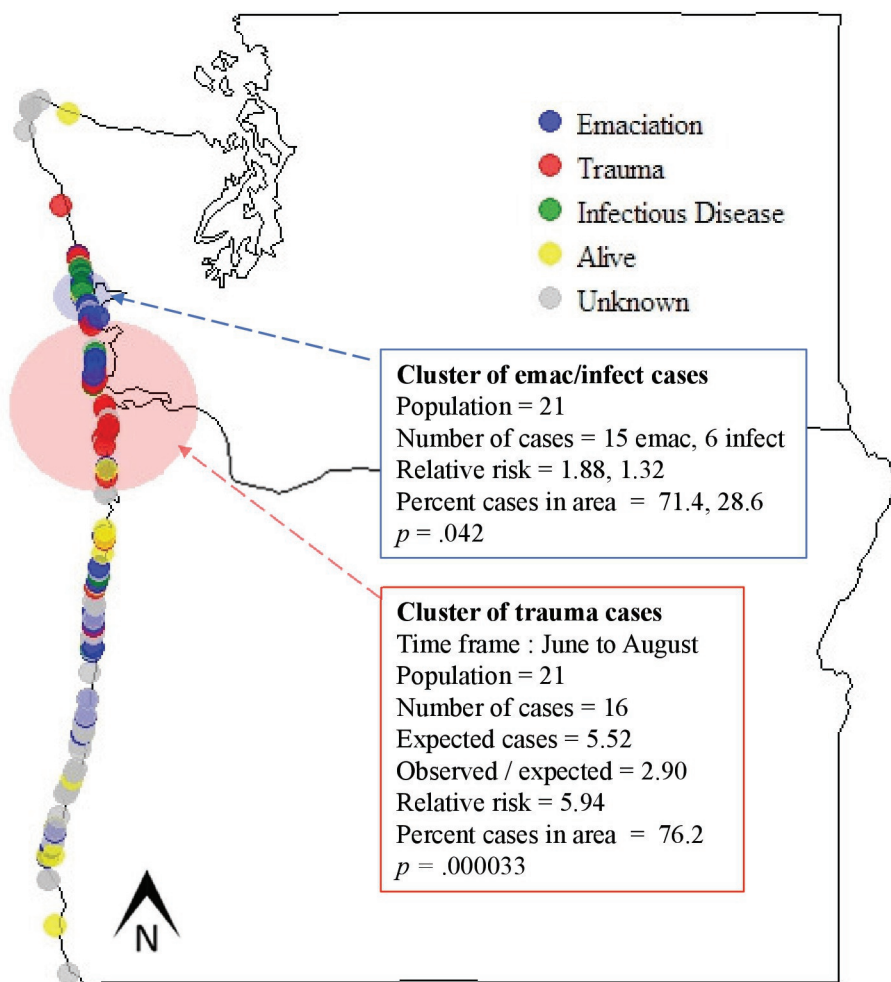 Emaciation
Trauma
Infectious Disease
Alive
Unknown
Cluster of emac/infect cases
Population = 21
Number of cases = 15 emac, 6 infect
Relative risk = 1.88, 1.32
Percent cases in area = 71.4, 28.6
p = .042
Cluster of trauma cases
Time frame : June to August
Population = 21
Number of cases = 16
Expected cases = 5.52
Observed / expected = 2.90
Relative risk = 5.94
Percent cases in area = 76.2
p = .000033
N